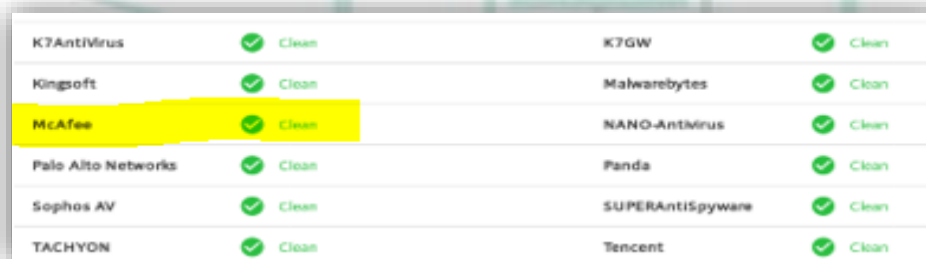 K7AntiVirus Clean K7GW Clean
Kingsoft Clean Malwarebytes Clean
McAfee Clean NANO-Antivirus Clean
Palo Alto Networks Clean Panda Clean
Sophos AV Clean SUPERAntiSpyware Clean
TACHYON Clean Tencent Clean